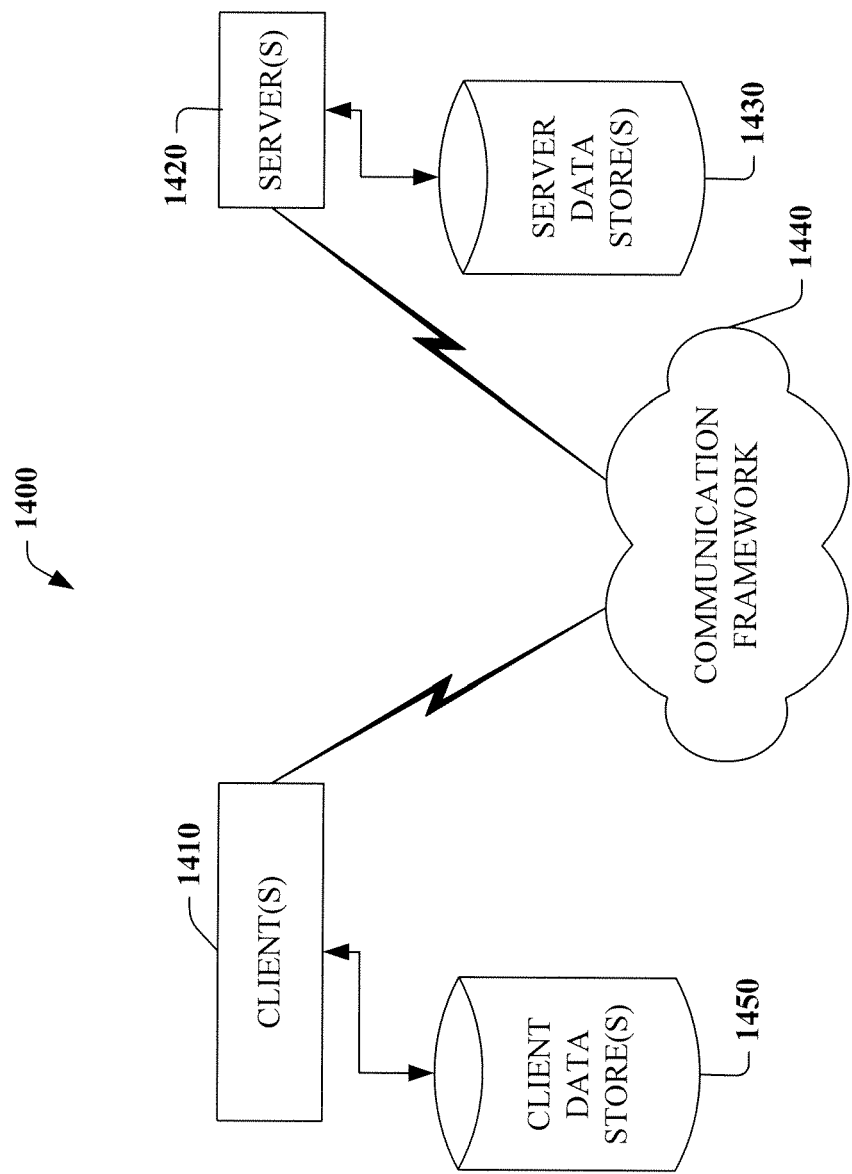 1400
1410
CLIENT(S)
1420
SERVER(S)
CLIENT
DATA
STORE(S)
1450
SERVER
DATA
STORE(S)
1430
COMMUNICATION
FRAMEWORK
1440